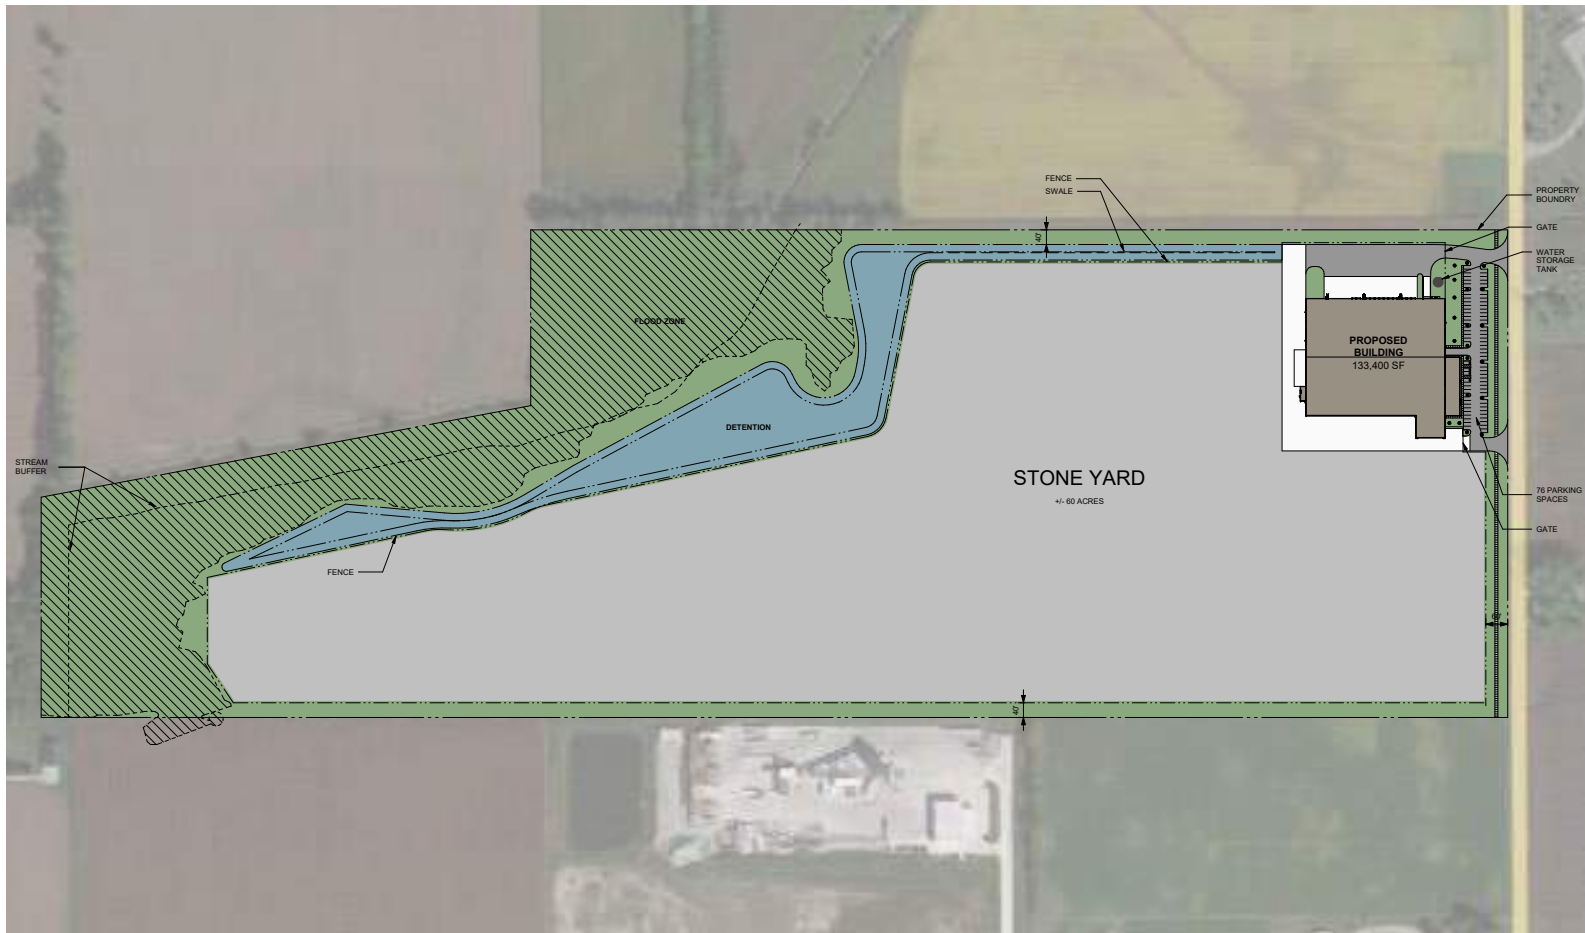 FENCE
SWALE
40'
PROPERTY
BOUNDRY
GATE
WATER
STORAGE
TANK
FLOOD ZONE
PROPOSED
BUILDING
133,400 SF
DETENTION
STREAM
BUFFER
STONE YARD
+/- 60 ACRES
76 PARKING
SPACES
GATE
FENCE
40'